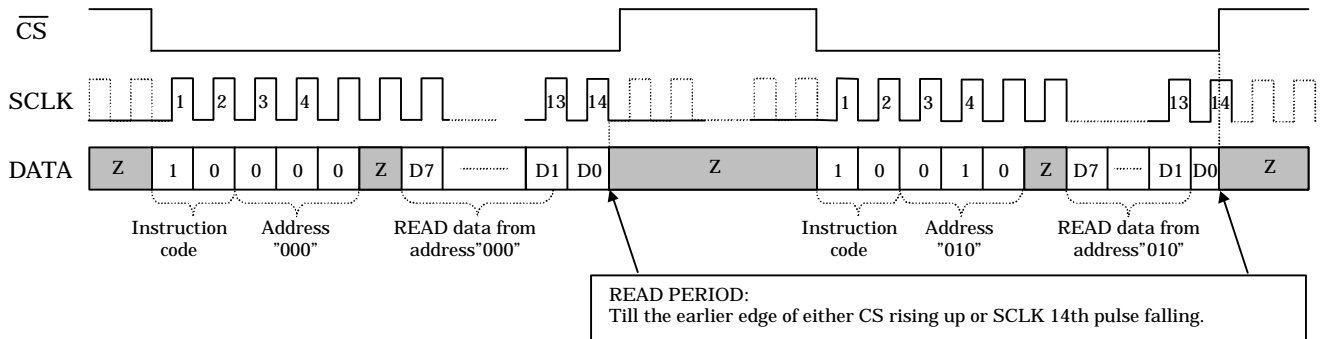 CS
SCLK 1 2 3 4 13 14 1 2 3 4 13 14
DATA Z 1 0 0 0 0 Z D7 D1 D0 Z 1 0 0 1 0 Z D7 D1 D0 Z
Instruction code
Address "000"
READ data from address"000"
Instruction code
Address "010"
READ data from address"010"
READ PERIOD:
Till the earlier edge of either CS rising up or SCLK 14th pulse falling.